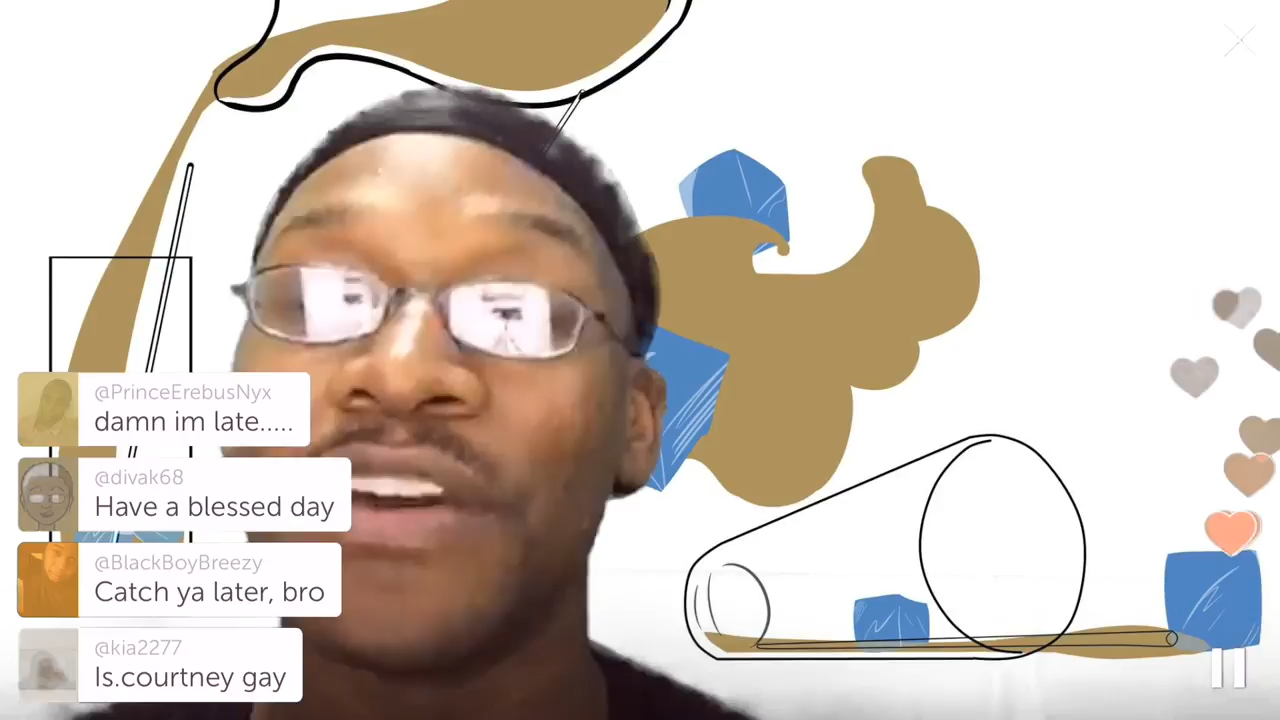 @PrinceErebusNyx
damn im late.....
@divak68
Have a blessed day
@BlackBoyBreezy
Catch ya later, bro
@kia2277
Is.courtney gay